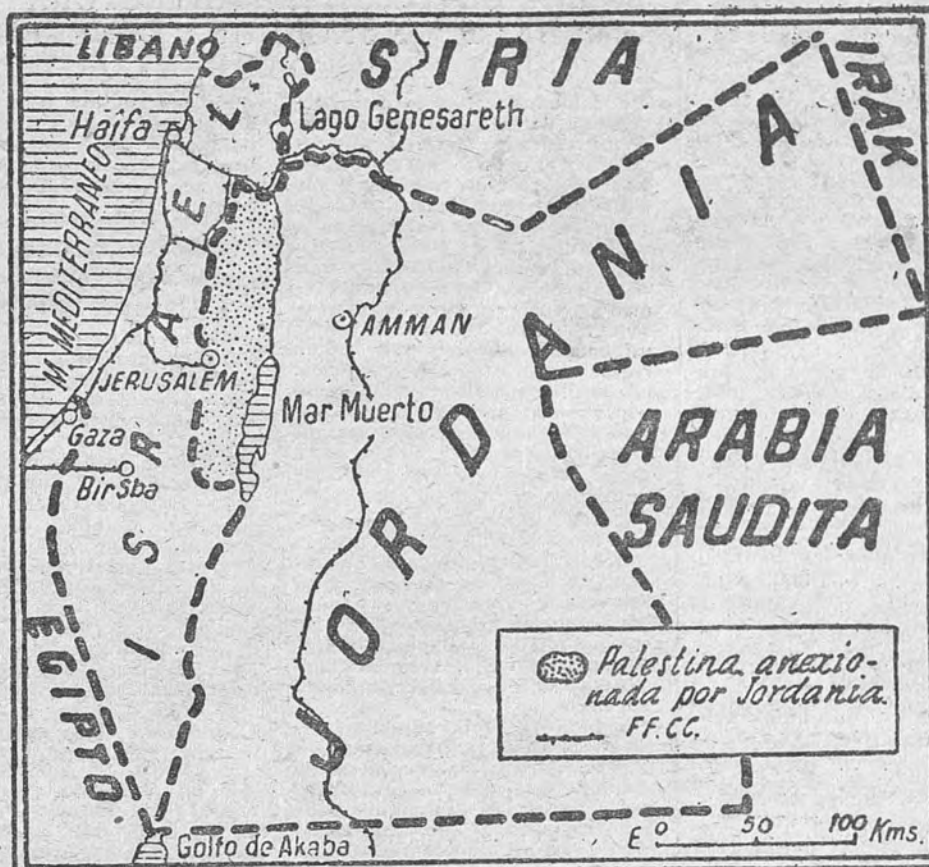 LIBANO
SIRIA
IRAK
Haifa
Lago Genesareth
M. MEDITERRANEO
ISRAEL
JORDANIA
AMMAN
JERUSALEM
Mar Muerto
Gaza
BirSba
ARABIA
SAUDITA
EGIPTO
Palestina anexio-
nada por Jordania.
FF.CC.
Golfo de Akaba
E 0 50 100 Kms.